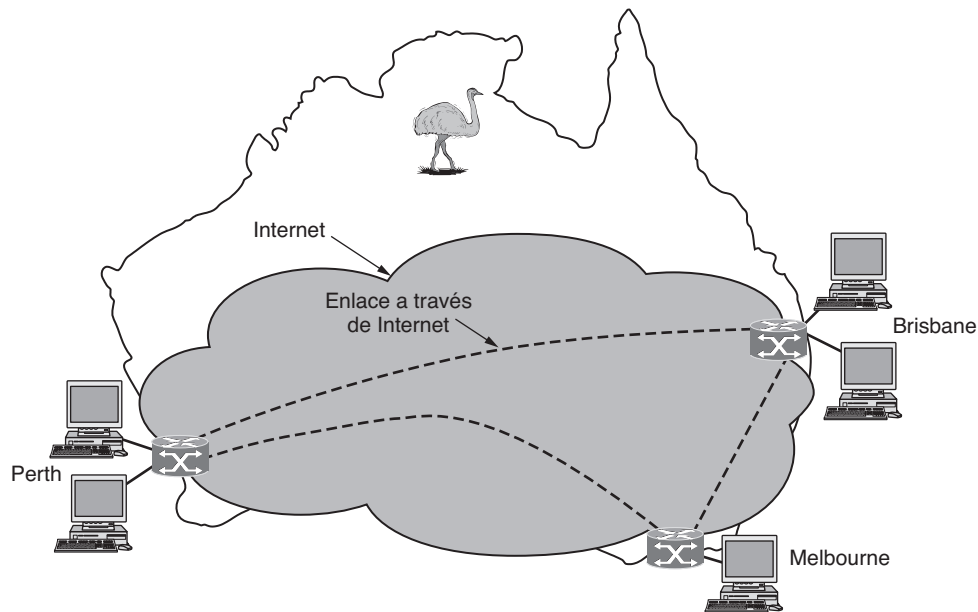 Internet
Enlace a través
de Internet
Brisbane
Perth
Melbourne